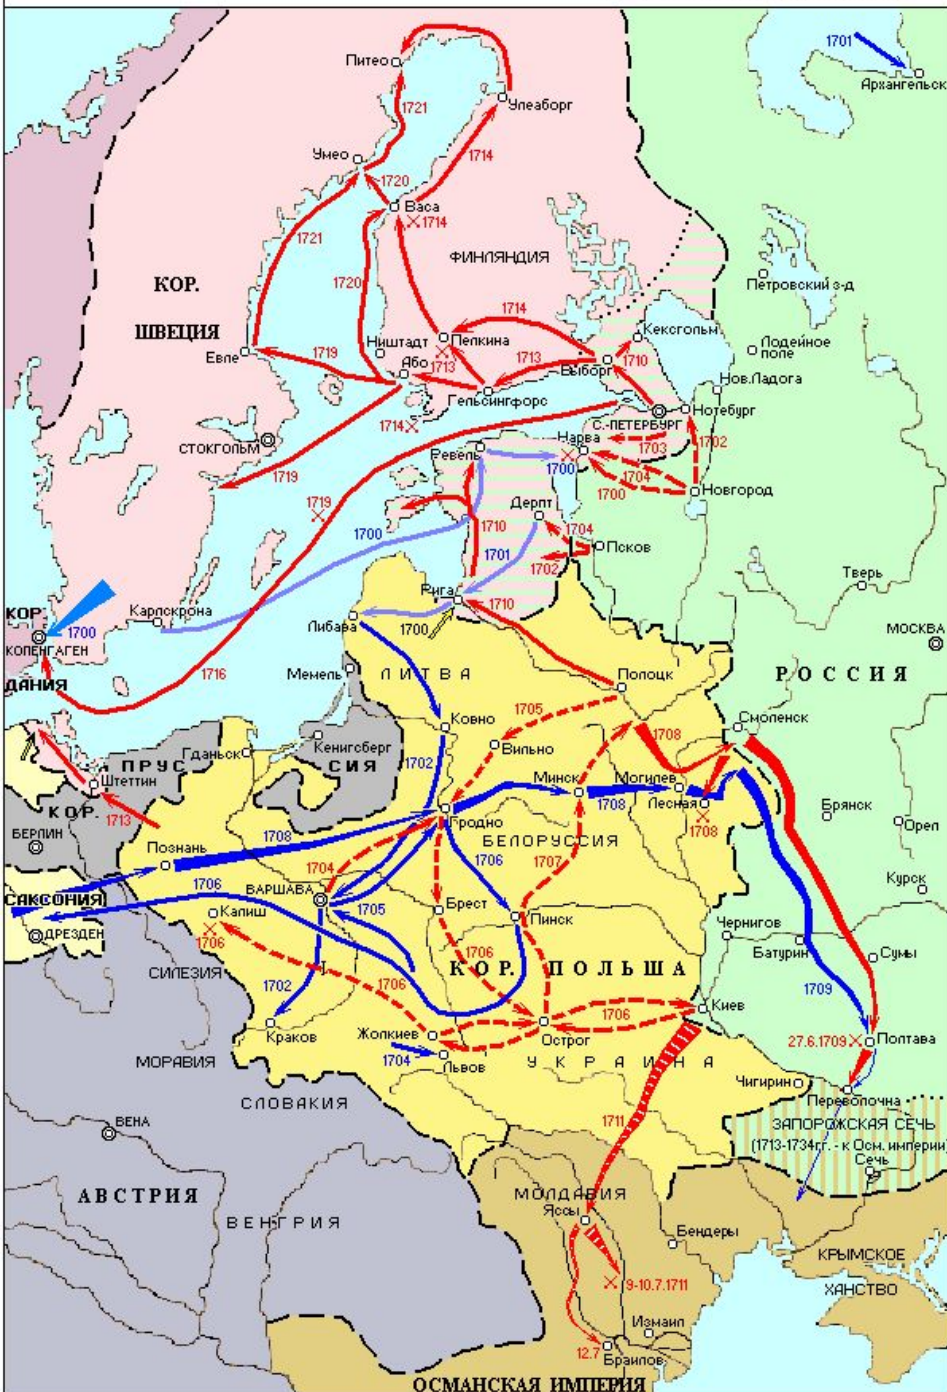 1701
Архангельск
Питео
Улеаборг
1721
Умео
1714
1720
Васа
1714
1721
ФИНЛЯНДИЯ
КОР.
ШВЕЦИЯ
1720
Петровский з-д
1714
Кексгольм
Ништадт
Пелкина
Лодейное
поле
Евле
1719
Або
1713
1713
Выборг
1710
Нов.Ладога
Гельсингфорс
Нотебург
С.-ПЕТЕРБУРГ
1714
СТОКГОЛЬМ
Ревель
Нарва
1703
1702
1700
1704
1719
1700
Новгород
1719
Дерпт
1710
1704
1700
1701
Псков
1702
Тверь
Рига
1710
Карлскрона
КОР.
1700
Либава
1700
МОСКВА
КОПЕНГАГЕН
ДАНИЯ
1716
Мемель
ЛИТВА
Полоцк
РОССИЯ
Ковно
1705
Смоленск
Кенигсберг
Вильно
1708
Гданьск
ПРУС
СИЯ
1702
Штеттин
Минск
Могилев
КОР.
1708
Лесная
1713
Гродно
1708
Брянск
БЕРЛИН
1708
БЕЛОРУССИЯ
Орел
Познань
1704
1706
1707
1706
ВАРШАВА
Курск
САКСОНИЯ
1705
Калиш
Брест
Пинск
ДРЕЗДЕН
1706
Чернигов
Батурин
Сумы
1706
СИЛЕЗИЯ
КОР. ПОЛЬША
1702
1706
1709
Киев
1706
Краков
Жолкиев
Острог
27.6.1709
Полтава
МОРАВИЯ
1704
Львов
УКРАИНА
Чигирин
Переволочна
СЛОВАКИЯ
1711
ВЕНА
ЗАПОРОЖСКАЯ СЕЧЬ
(1713-1734гг. - к Осм. империи)
Сечь
АВСТРИЯ
МОЛДАВИЯ
Яссы
ВЕНГРИЯ
Бендеры
КРЫМСКОЕ
9-10.7.1711
ХАНСТВО
Измаил
12.7
Браилов
ОСМАНСКАЯ ИМПЕРИЯ